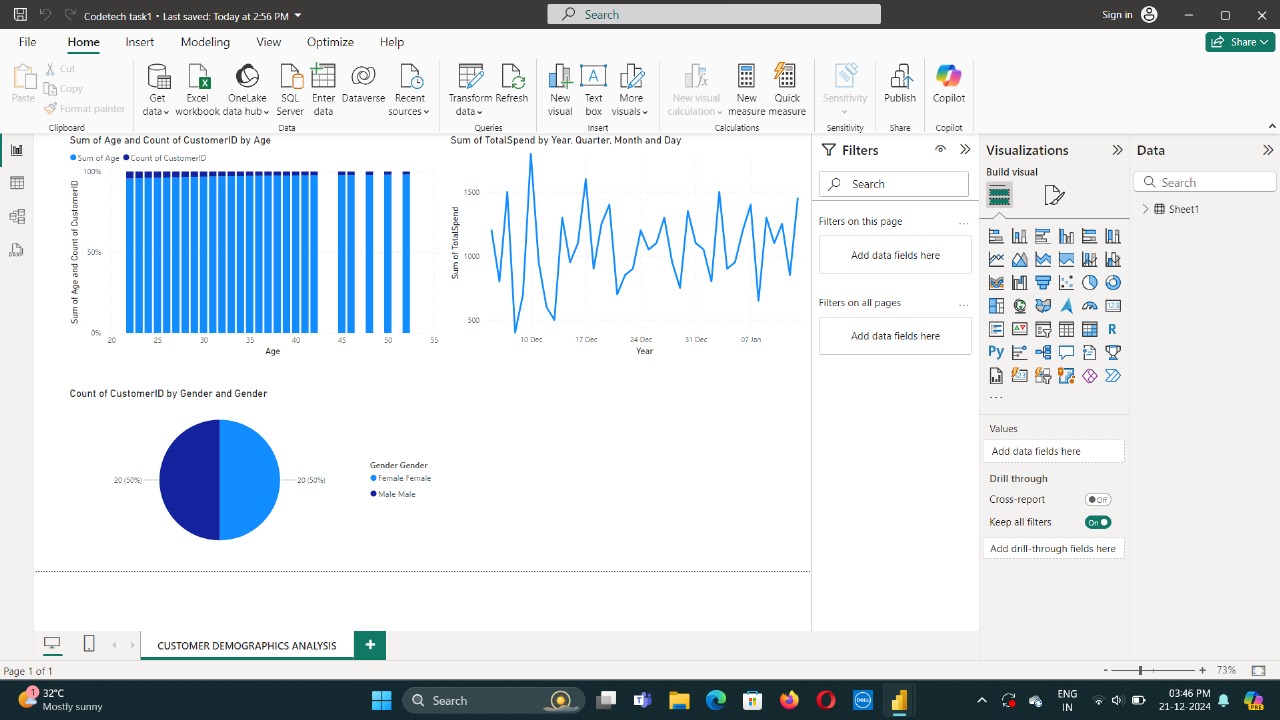 Codetech task1 • Last saved: Today at 2:56 PM
Search
Sign in
File Home Insert Modeling View Optimize Help
Share
Paste
Cut
Copy
Format painter
Clipboard
Get data
Excel workbook
OneLake data hub
SQL Server
Enter data
Dataverse
Recent sources
Data
Transform data
Refresh
Queries
New visual
Text box
More visuals
Insert
New visual calculation
New measure
Quick measure
Calculations
Sensitivity
Sensitivity
Publish
Share
Copilot
Copilot
Sum of Age and Count of CustomerID by Age
Sum of Age Count of CustomerID
Sum of Age and Count of CustomerID
100%
50%
0%
20 25 30 35 40 45 50 55
Age
Sum of TotalSpend by Year, Quarter, Month and Day
Sum of TotalSpend
1500
1000
500
10 Dec 17 Dec 24 Dec 31 Dec 07 Jan
Year
Count of CustomerID by Gender and Gender
20 (50%)
20 (50%)
Gender Gender
Female Female
Male Male
Filters
Search
Filters on this page ...
Add data fields here
Filters on all pages ...
Add data fields here
Visualizations
Build visual
123
R
Py
...
Values
Add data fields here
Drill through
Cross-report Off
Keep all filters On
Add drill-through fields here
Data
Search
Sheet1
CUSTOMER DEMOGRAPHICS ANALYSIS
+
Page 1 of 1
- + 73%
1
32°C
Mostly sunny
Search
DELL
ENG
IN
03:46 PM
21-12-2024
PRE